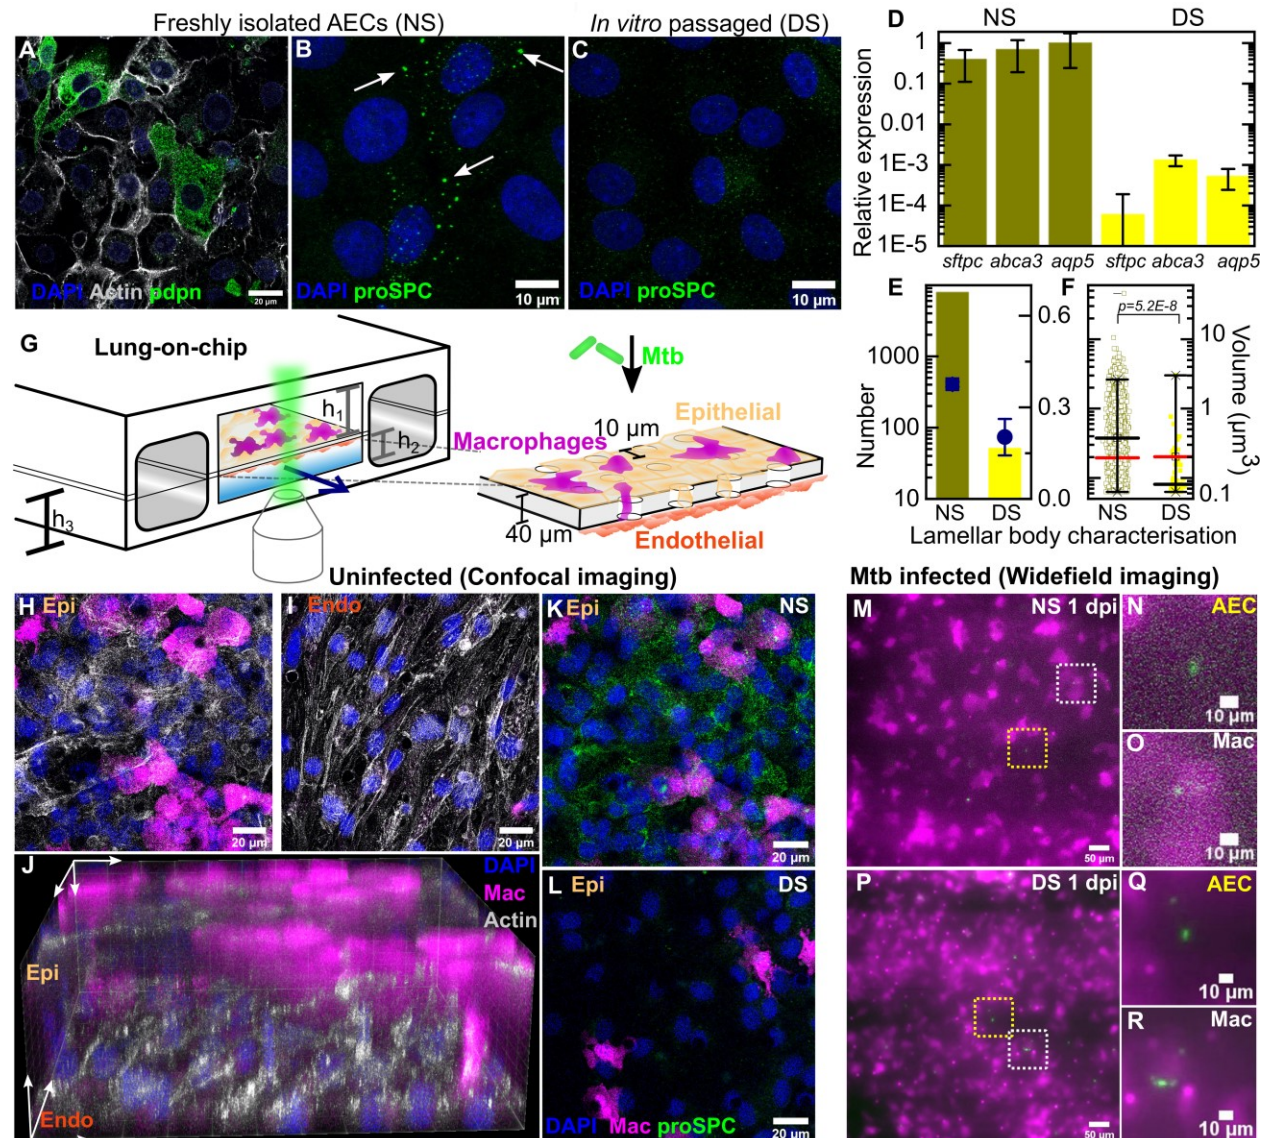 Freshly isolated AECs (NS)
In vitro passaged (DS)
A
DAPI Actin pdpn
20 µm
B
DAPI proSPC
10 µm
C
DAPI proSPC
10 µm
D
NS
DS
Relative expression
1
0.1
0.01
1E-3
1E-4
1E-5
sftpc abca3 aqp5 sftpc abca3 aqp5
E
Number
1000
100
10
0.6
0.3
0.0
NS DS
F
p=5.2E-8
10
1
0.1
Volume (µm3)
NS DS
Lamellar body characterisation
G
Lung-on-chip
h1
h2
h3
Macrophages
Mtb
Epithelial
10 µm
40 µm
Endothelial
Uninfected (Confocal imaging)
Mtb infected (Widefield imaging)
H Epi
20 µm
I Endo
20 µm
K Epi NS
20 µm
J
DAPI
Mac
Actin
Epi
Endo
L Epi DS
DAPI Mac proSPC
20 µm
M NS 1 dpi
50 µm
N AEC
10 µm
O Mac
10 µm
P DS 1 dpi
50 µm
Q AEC
10 µm
R Mac
10 µm